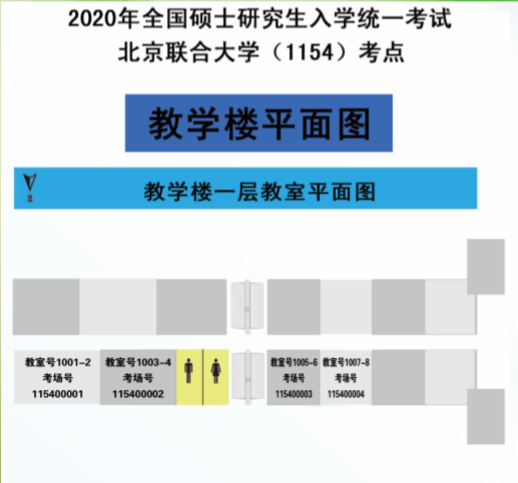 2020年全国硕士研究生入学统一考试
北京联合大学（1154）考点
教学楼平面图
北
教学楼一层教室平面图
教室号1001-2
考场号
115400001
教室号1003-4
考场号
115400002
教室号1005-6
考场号
115400003
教室号1007-8
考场号
115400004